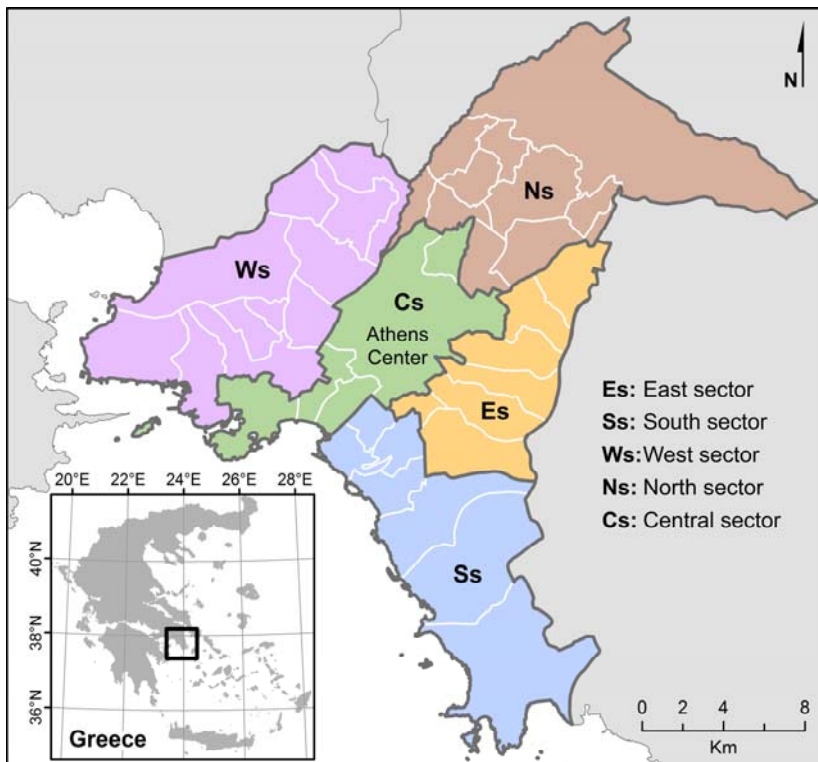 N
Ns
Ws
Cs
Athens
Center
Es
Es: East sector
Ss: South sector
Ws:West sector
Ns: North sector
Cs: Central sector
Ss
20°E 22°E 24°E 26°E 28°E
40°N
38°N
36°N
Greece
0 2 4 8
Km